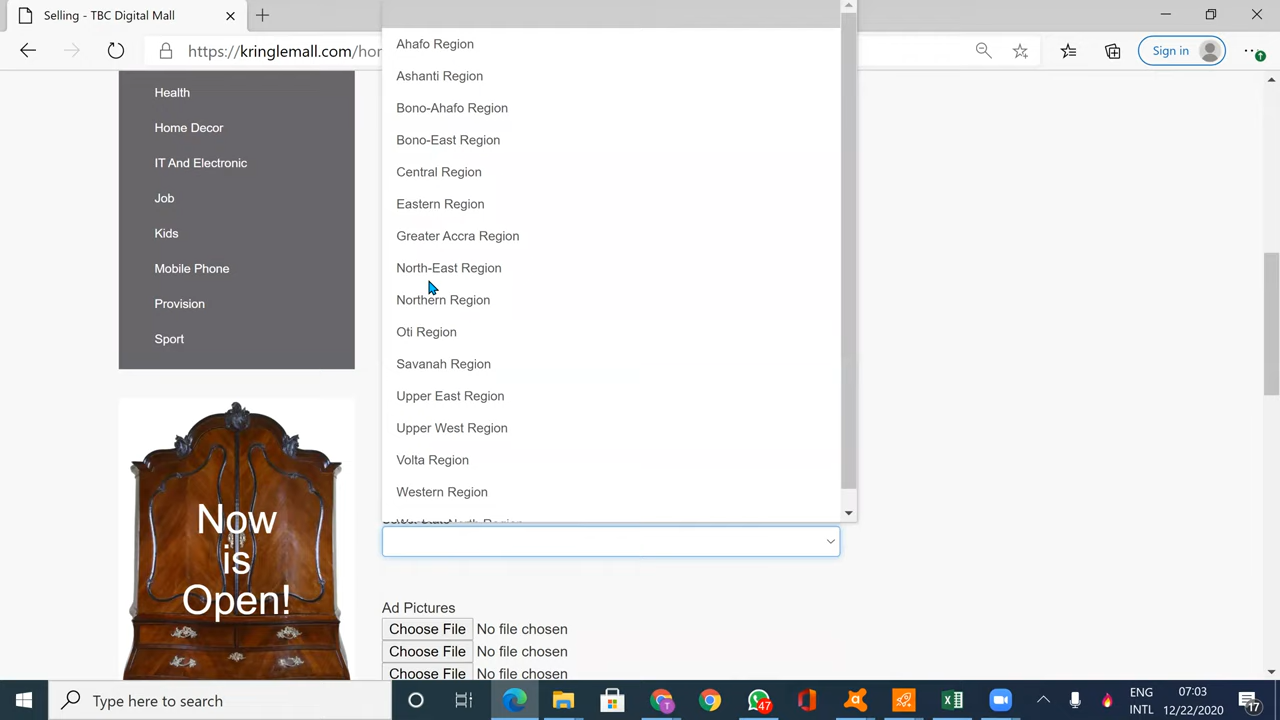 Selling - TBC Digital Mall
https://kringlemall.com/hom
Sign in
Health
Home Decor
IT And Electronic
Job
Kids
Mobile Phone
Provision
Sport
Now
is
Open!
Ahafo Region
Ashanti Region
Bono-Ahafo Region
Bono-East Region
Central Region
Eastern Region
Greater Accra Region
North-East Region
Northern Region
Oti Region
Savanah Region
Upper East Region
Upper West Region
Volta Region
Western Region
Ad Pictures
Choose File No file chosen
Choose File No file chosen
Choose File No file chosen
Type here to search
47
ENG
INTL
07:03
12/22/2020
17